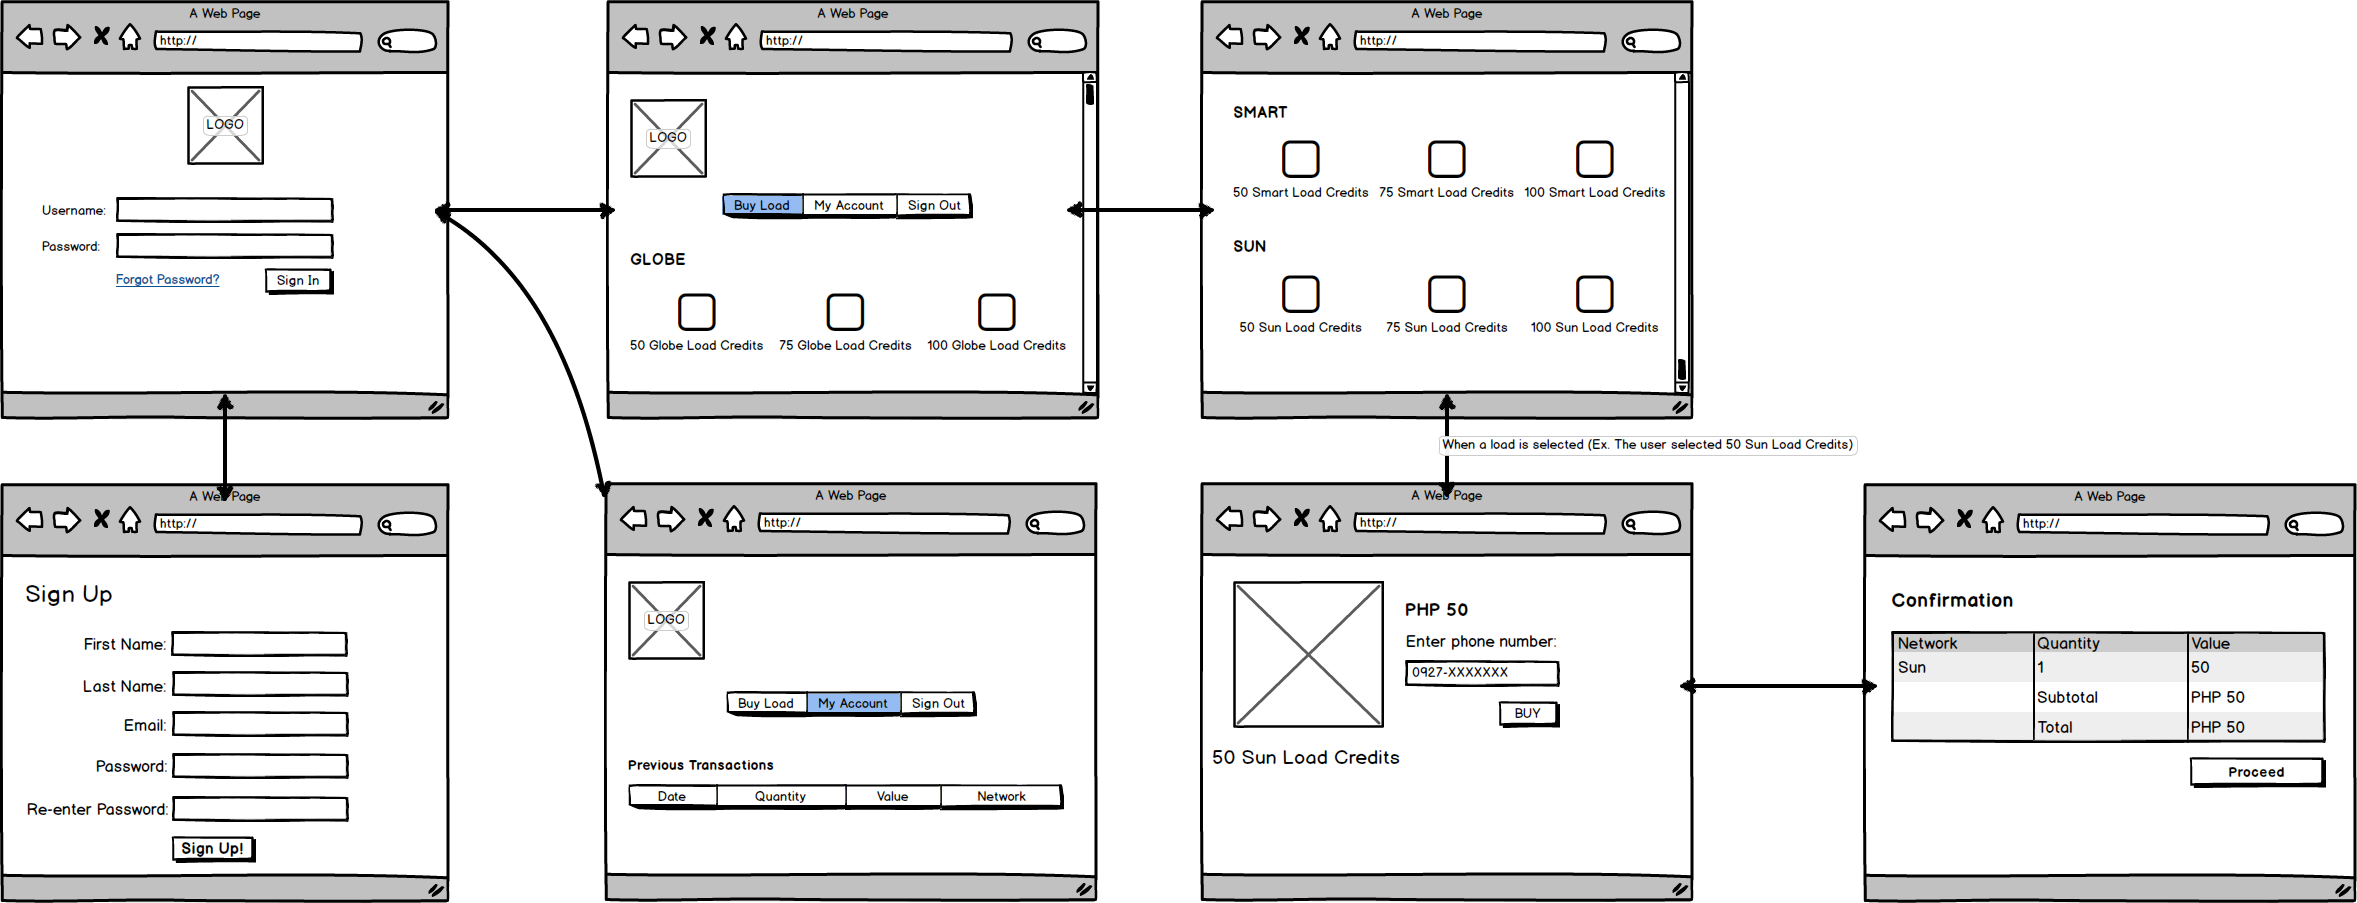 A Web Page
http://
LOGO
Username:
Password:
Forgot Password?
Sign In
A Web Page
http://
LOGO
Buy Load My Account Sign Out
GLOBE
50 Globe Load Credits 75 Globe Load Credits 100 Globe Load Credits
A Web Page
http://
SMART
50 Smart Load Credits 75 Smart Load Credits 100 Smart Load Credits
SUN
50 Sun Load Credits 75 Sun Load Credits 100 Sun Load Credits
When a load is selected (Ex. The user selected 50 Sun Load Credits)
A Web Page
http://
Sign Up
First Name:
Last Name:
Email:
Password:
Re-enter Password:
Sign Up!
A Web Page
http://
LOGO
Buy Load My Account Sign Out
Previous Transactions
Date Quantity Value Network
A Web Page
http://
PHP 50
Enter phone number:
0927-XXXXXXX
BUY
50 Sun Load Credits
A Web Page
http://
Confirmation
Network Quantity Value
Sun 1 50
Subtotal PHP 50
Total PHP 50
Proceed